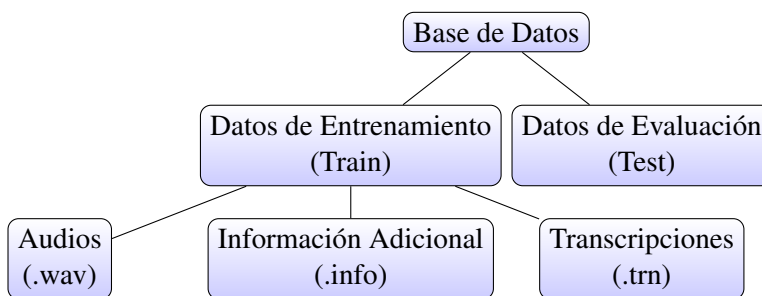 Base de Datos
Datos de Entrenamiento
(Train)
Datos de Evaluación
(Test)
Audios
(.wav)
Información Adicional
(.info)
Transcripciones
(.trn)